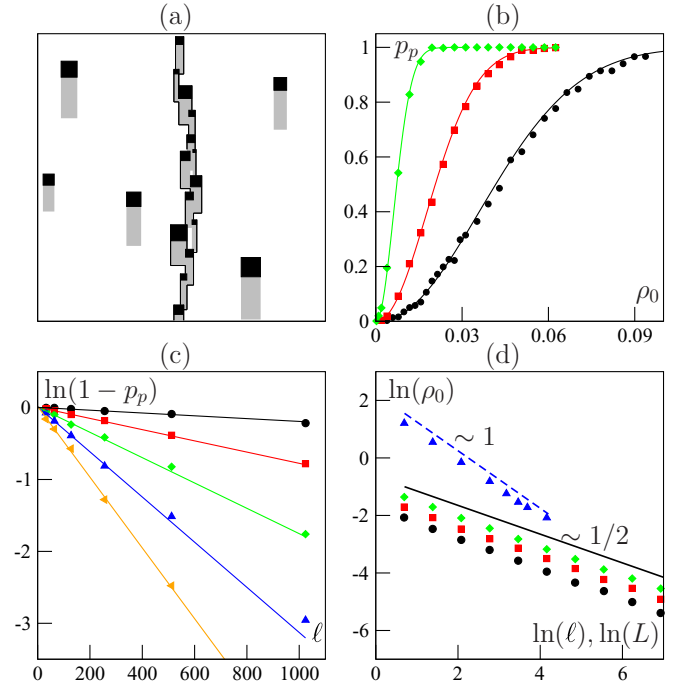 (a)
(b)
1
0.8
0.6
0.4
0.2
0
p_p
ρ_0
0 0.03 0.06 0.09
(c)
0
-1
-2
-3
ln(1 − p_p)
ℓ
0 200 400 600 800 1000
(d)
2
0
-2
-4
-6
ln(ρ_0)
∼ 1
∼ 1/2
ln(ℓ), ln(L)
0 2 4 6